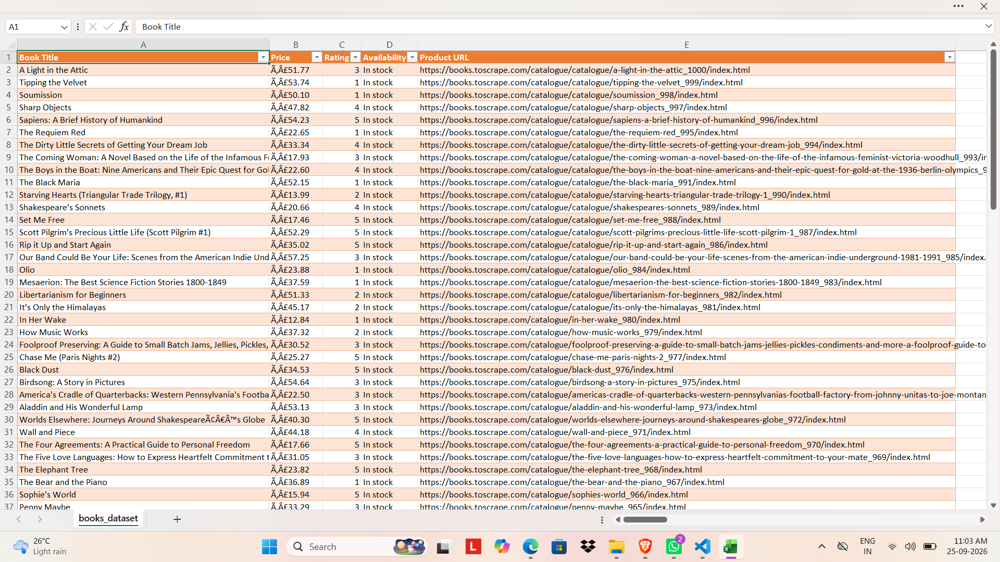 A1
fx
Book Title
A B C D E
1 Book Title Price Rating Availability Product URL
2 A Light in the Attic Ã‚Â£51.77 3 In stock https://books.toscrape.com/catalogue/catalogue/a-light-in-the-attic_1000/index.html
3 Tipping the Velvet Ã‚Â£53.74 1 In stock https://books.toscrape.com/catalogue/catalogue/tipping-the-velvet_999/index.html
4 Soumission Ã‚Â£50.10 1 In stock https://books.toscrape.com/catalogue/catalogue/soumission_998/index.html
5 Sharp Objects Ã‚Â£47.82 4 In stock https://books.toscrape.com/catalogue/catalogue/sharp-objects_997/index.html
6 Sapiens: A Brief History of Humankind Ã‚Â£54.23 5 In stock https://books.toscrape.com/catalogue/catalogue/sapiens-a-brief-history-of-humankind_996/index.html
7 The Requiem Red Ã‚Â£22.65 1 In stock https://books.toscrape.com/catalogue/catalogue/the-requiem-red_995/index.html
8 The Dirty Little Secrets of Getting Your Dream Job Ã‚Â£33.34 4 In stock https://books.toscrape.com/catalogue/catalogue/the-dirty-little-secrets-of-getting-your-dream-job_994/index.html
9 The Coming Woman: A Novel Based on the Life of the Infamous Ã‚Â£17.93 3 In stock https://books.toscrape.com/catalogue/catalogue/the-coming-woman-a-novel-based-on-the-life-of-the-infamous-feminist-victoria-woodhull_993/in
10 The Boys in the Boat: Nine Americans and Their Epic Quest for Gol Ã‚Â£22.60 4 In stock https://books.toscrape.com/catalogue/catalogue/the-boys-in-the-boat-nine-americans-and-their-epic-quest-for-gold-at-the-1936-berlin-olympics_9
11 The Black Maria Ã‚Â£52.15 1 In stock https://books.toscrape.com/catalogue/catalogue/the-black-maria_991/index.html
12 Starving Hearts (Triangular Trade Trilogy, #1) Ã‚Â£13.99 2 In stock https://books.toscrape.com/catalogue/catalogue/starving-hearts-triangular-trade-trilogy-1_990/index.html
13 Shakespeare's Sonnets Ã‚Â£20.66 4 In stock https://books.toscrape.com/catalogue/catalogue/shakespeares-sonnets_989/index.html
14 Set Me Free Ã‚Â£17.46 5 In stock https://books.toscrape.com/catalogue/catalogue/set-me-free_988/index.html
15 Scott Pilgrim's Precious Little Life (Scott Pilgrim #1) Ã‚Â£52.29 5 In stock https://books.toscrape.com/catalogue/catalogue/scott-pilgrims-precious-little-life-scott-pilgrim-1_987/index.html
16 Rip it Up and Start Again Ã‚Â£35.02 5 In stock https://books.toscrape.com/catalogue/catalogue/rip-it-up-and-start-again_986/index.html
17 Our Band Could Be Your Life: Scenes from the American Indie Und Ã‚Â£57.25 3 In stock https://books.toscrape.com/catalogue/catalogue/our-band-could-be-your-life-scenes-from-the-american-indie-underground-1981-1991_985/index.
18 Olio Ã‚Â£23.88 1 In stock https://books.toscrape.com/catalogue/catalogue/olio_984/index.html
19 Mesaerion: The Best Science Fiction Stories 1800-1849 Ã‚Â£37.59 1 In stock https://books.toscrape.com/catalogue/catalogue/mesaerion-the-best-science-fiction-stories-1800-1849_983/index.html
20 Libertarianism for Beginners Ã‚Â£51.33 2 In stock https://books.toscrape.com/catalogue/catalogue/libertarianism-for-beginners_982/index.html
21 It's Only the Himalayas Ã‚Â£45.17 2 In stock https://books.toscrape.com/catalogue/catalogue/its-only-the-himalayas_981/index.html
22 In Her Wake Ã‚Â£12.84 1 In stock https://books.toscrape.com/catalogue/in-her-wake_980/index.html
23 How Music Works Ã‚Â£37.32 2 In stock https://books.toscrape.com/catalogue/how-music-works_979/index.html
24 Foolproof Preserving: A Guide to Small Batch Jams, Jellies, Pickles, Ã‚Â£30.52 3 In stock https://books.toscrape.com/catalogue/foolproof-preserving-a-guide-to-small-batch-jams-jellies-pickles-condiments-and-more-a-foolproof-guide-to
25 Chase Me (Paris Nights #2) Ã‚Â£25.27 5 In stock https://books.toscrape.com/catalogue/chase-me-paris-nights-2_977/index.html
26 Black Dust Ã‚Â£34.53 5 In stock https://books.toscrape.com/catalogue/black-dust_976/index.html
27 Birdsong: A Story in Pictures Ã‚Â£54.64 3 In stock https://books.toscrape.com/catalogue/birdsong-a-story-in-pictures_975/index.html
28 America's Cradle of Quarterbacks: Western Pennsylvania's Footba Ã‚Â£22.50 3 In stock https://books.toscrape.com/catalogue/americas-cradle-of-quarterbacks-western-pennsylvanias-football-factory-from-johnny-unitas-to-joe-montan
29 Aladdin and His Wonderful Lamp Ã‚Â£53.13 3 In stock https://books.toscrape.com/catalogue/aladdin-and-his-wonderful-lamp_973/index.html
30 Worlds Elsewhere: Journeys Around ShakespeareÃ¢Â€Â™s Globe Ã‚Â£40.30 5 In stock https://books.toscrape.com/catalogue/worlds-elsewhere-journeys-around-shakespeares-globe_972/index.html
31 Wall and Piece Ã‚Â£44.18 4 In stock https://books.toscrape.com/catalogue/wall-and-piece_971/index.html
32 The Four Agreements: A Practical Guide to Personal Freedom Ã‚Â£17.66 5 In stock https://books.toscrape.com/catalogue/the-four-agreements-a-practical-guide-to-personal-freedom_970/index.html
33 The Five Love Languages: How to Express Heartfelt Commitment t Ã‚Â£31.05 3 In stock https://books.toscrape.com/catalogue/the-five-love-languages-how-to-express-heartfelt-commitment-to-your-mate_969/index.html
34 The Elephant Tree Ã‚Â£23.82 5 In stock https://books.toscrape.com/catalogue/the-elephant-tree_968/index.html
35 The Bear and the Piano Ã‚Â£36.89 1 In stock https://books.toscrape.com/catalogue/the-bear-and-the-piano_967/index.html
36 Sophie's World Ã‚Â£15.94 5 In stock https://books.toscrape.com/catalogue/sophies-world_966/index.html
37 Penny Maybe Ã‚Â£33.29 3 In stock https://books.toscrape.com/catalogue/penny-maybe_965/index.html
books_dataset
26°C
Light rain
Search
L
2
ENG
IN
11:03 AM
25-09-2026